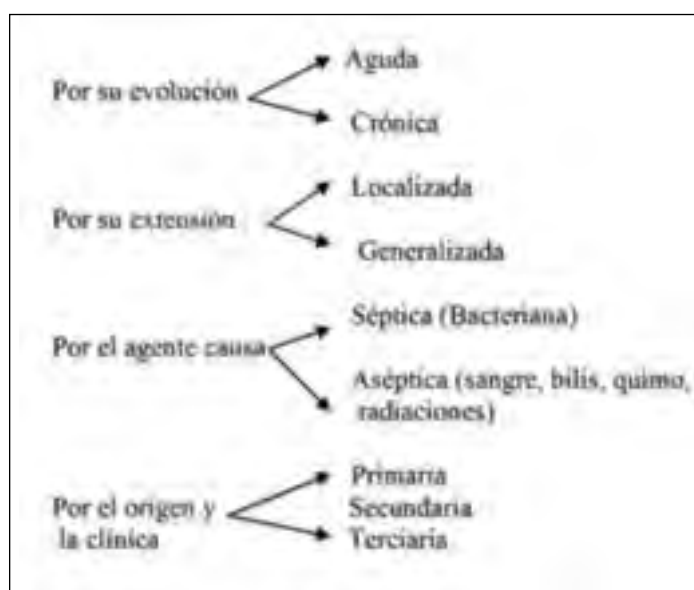 Por su evolución
Aguda
Crónica
Por su extensión
Localizada
Generalizada
Por el agente causa
Séptica (Bacteriana)
Aséptica (sangre, bilis, quimo,
radiaciones)
Por el origen y
la clínica
Primaria
Secundaria
Terciaria